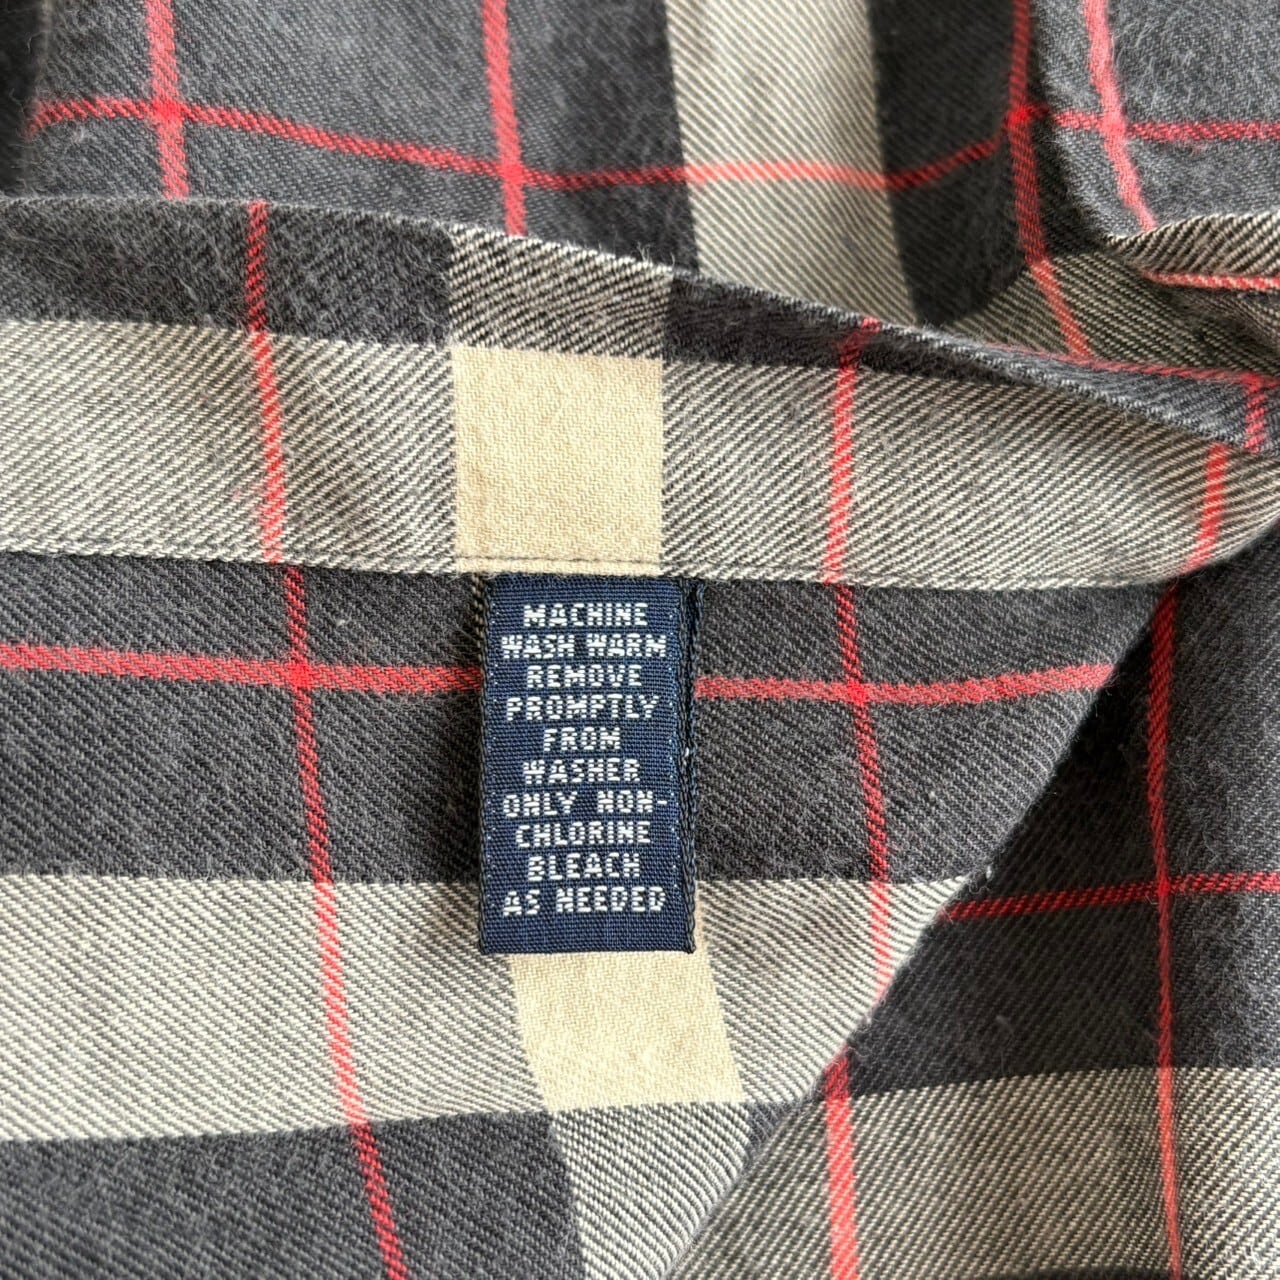 MACHINE
WASH WARM
REMOVE
PROMPTLY
FROM
WASHER
ONLY NON-
CHLORINE
BLEACH
AS NEEDED